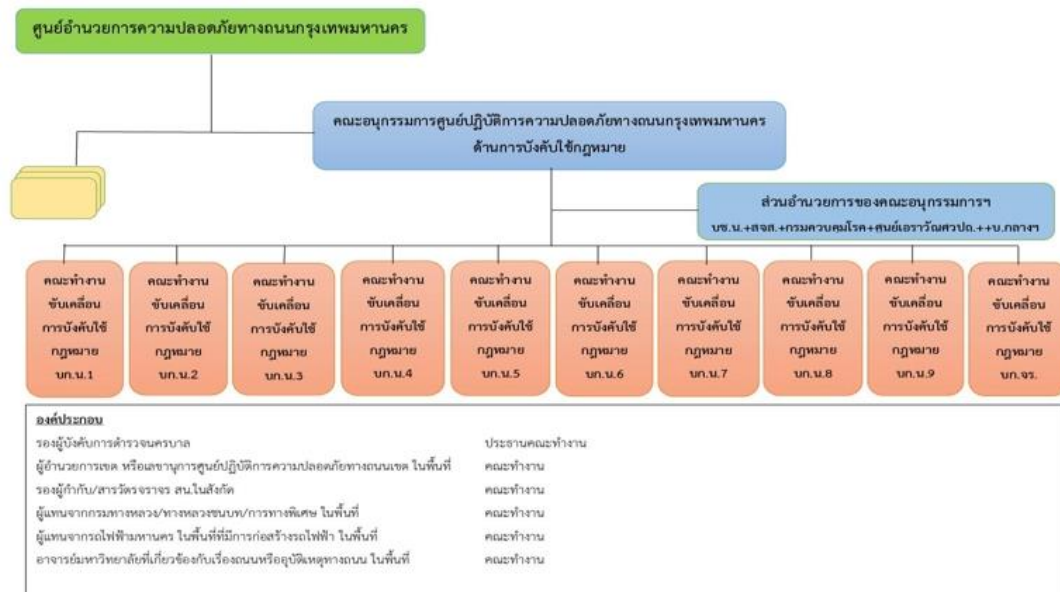 ศูนย์อำนวยการความปลอดภัยทางถนนกรุงเทพมหานคร
คณะอนุกรรมการศูนย์ปฏิบัติการความปลอดภัยทางถนนกรุงเทพมหานคร
ด้านการบังคับใช้กฎหมาย
ส่วนอำนวยการของคณะอนุกรรมการฯ
บช.น.+สจส.+กรมควบคุมโรค+ศูนย์เอราวัณศวปถ.++บ.กลางฯ
คณะทำงาน
ขับเคลื่อน
การบังคับใช้
กฎหมาย
บก.น.1
คณะทำงาน
ขับเคลื่อน
การบังคับใช้
กฎหมาย
บก.น.2
คณะทำงาน
ขับเคลื่อน
การบังคับใช้
กฎหมาย
บก.น.3
คณะทำงาน
ขับเคลื่อน
การบังคับใช้
กฎหมาย
บก.น.4
คณะทำงาน
ขับเคลื่อน
การบังคับใช้
กฎหมาย
บก.น.5
คณะทำงาน
ขับเคลื่อน
การบังคับใช้
กฎหมาย
บก.น.6
คณะทำงาน
ขับเคลื่อน
การบังคับใช้
กฎหมาย
บก.น.7
คณะทำงาน
ขับเคลื่อน
การบังคับใช้
กฎหมาย
บก.น.8
คณะทำงาน
ขับเคลื่อน
การบังคับใช้
กฎหมาย
บก.น.9
คณะทำงาน
ขับเคลื่อน
การบังคับใช้
กฎหมาย
บก.จร.
องค์ประกอบ
รองผู้บังคับการตำรวจนครบาล ประธานคณะทำงาน
ผู้อำนวยการเขต หรือเลขานุการศูนย์ปฏิบัติการความปลอดภัยทางถนนเขต ในพื้นที่ คณะทำงาน
รองผู้กำกับ/สารวัตรจราจร สน.ในสังกัด คณะทำงาน
ผู้แทนจากกรมทางหลวง/ทางหลวงชนบท/การทางพิเศษ ในพื้นที่ คณะทำงาน
ผู้แทนจากรถไฟฟ้ามหานคร ในพื้นที่ที่มีการก่อสร้างรถไฟฟ้า ในพื้นที่ คณะทำงาน
อาจารย์มหาวิทยาลัยที่เกี่ยวข้องกับเรื่องถนนหรืออุบัติเหตุทางถนน ในพื้นที่ คณะทำงาน